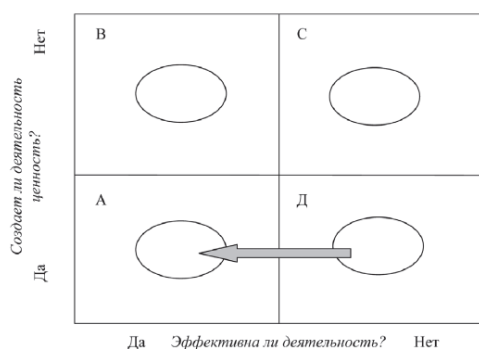 Нет
В
С
Создает ли деятельность
ценность?
А
Д
Да
Да
Эффективна ли деятельность?
Нет